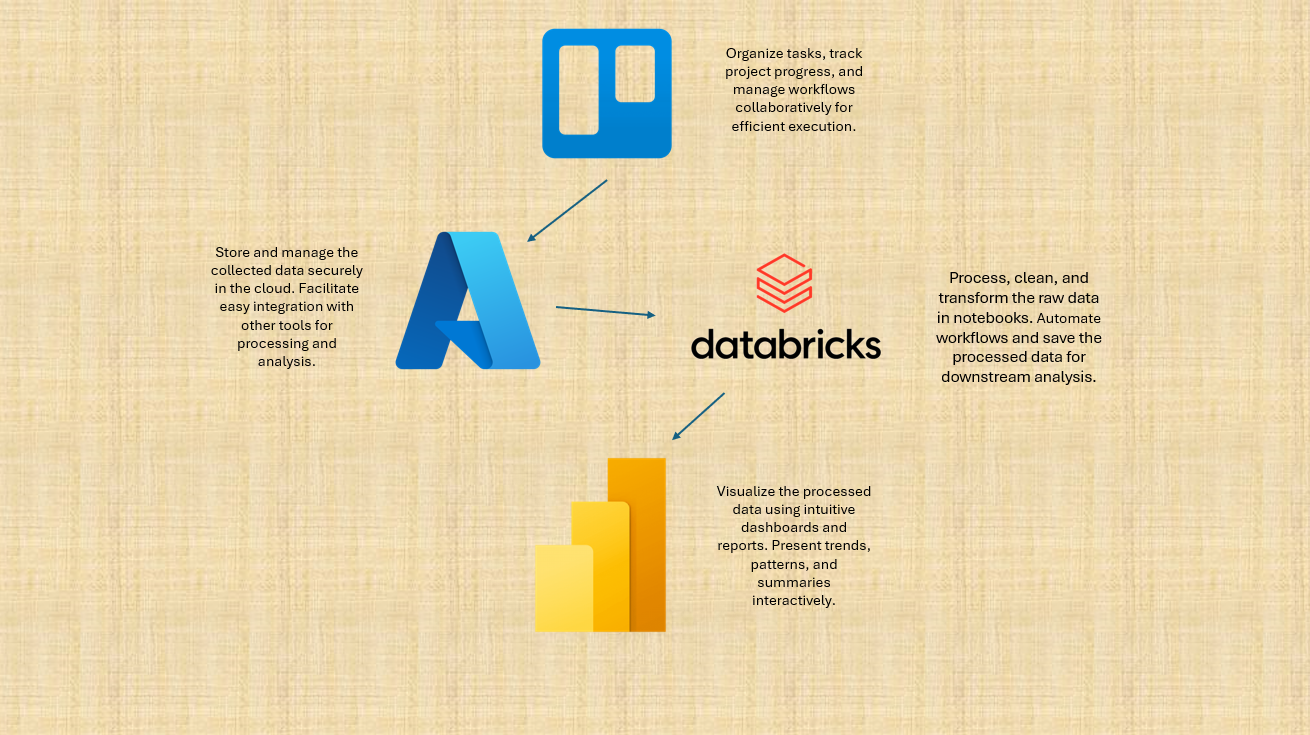 Organize tasks, track
project progress, and
manage workflows
collaboratively for
efficient execution.
Store and manage the
collected data securely
in the cloud. Facilitate
easy integration with
other tools for
processing and
analysis.
databricks
Process, clean, and
transform the raw data
in notebooks. Automate
workflows and save the
processed data for
downstream analysis.
Visualize the processed
data using intuitive
dashboards and
reports. Present trends,
patterns, and
summaries
interactively.